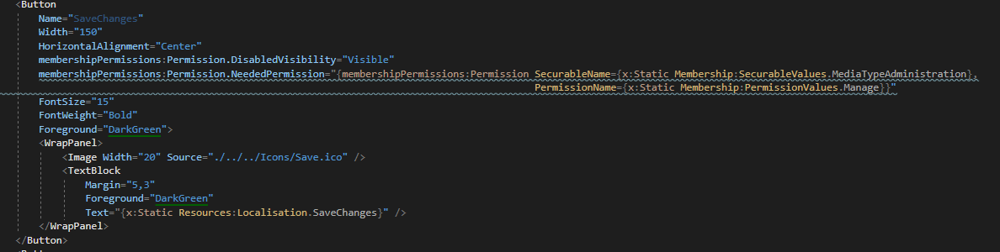 <Button
Name="SaveChanges"
Width="150"
HorizontalAlignment="Center"
membershipPermissions:Permission.DisabledVisibility="Visible"
membershipPermissions:Permission.NeededPermission="{membershipPermissions:Permission SecurableName={x:Static Membership:SecurableValues.MediaTypeAdministration},
PermissionName={x:Static Membership:PermissionValues.Manage}}"
FontSize="15"
FontWeight="Bold"
Foreground="DarkGreen">
<WrapPanel>
<Image Width="20" Source="./../../Icons/Save.ico" />
<TextBlock
Margin="5,3"
Foreground="DarkGreen"
Text="{x:Static Resources:Localisation.SaveChanges}" />
</WrapPanel>
</Button>